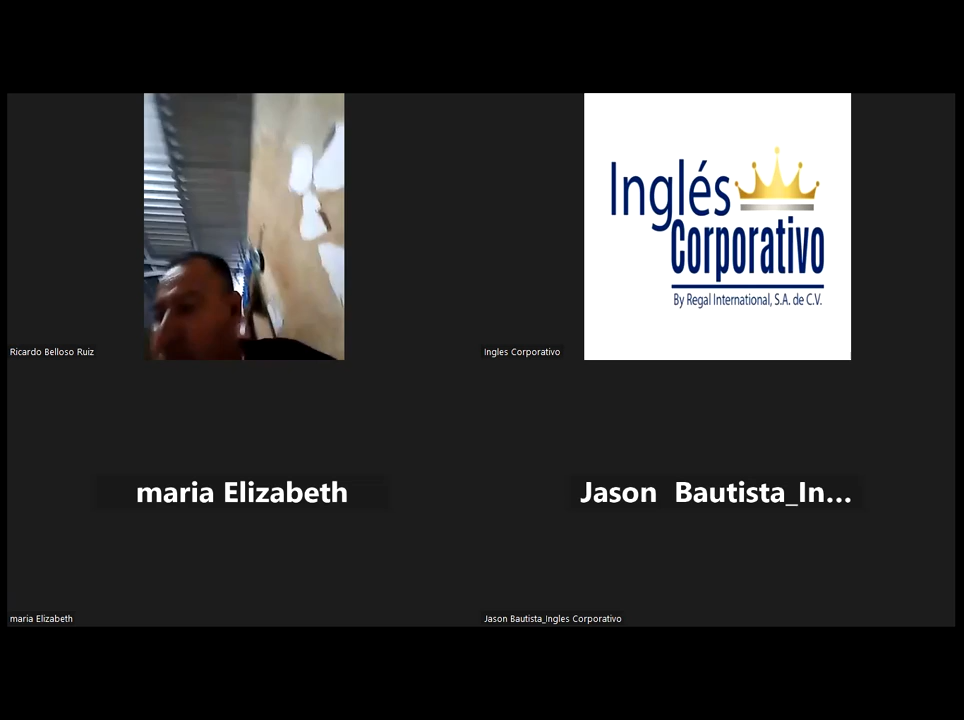 Inglés
Corporativo
By Regal International, S.A. de C.V.
Ricardo Belloso Ruiz
Ingles Corporativo
maria Elizabeth
Jason Bautista_In...
maria Elizabeth
Jason Bautista_Ingles Corporativo